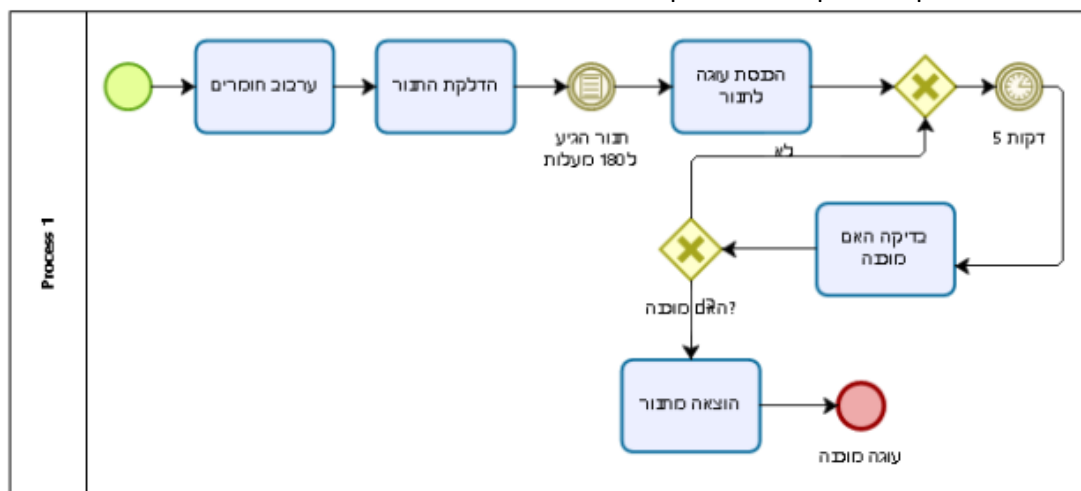 Process 1
ערבוב חומרים
הדלקת התנור
תנור הגיע
ל180 מעלות
הכנסת עוגה
לתנור
5 דקות
לא
בדיקה האם
מוכנה
האם מוכנה?
כן
הוצאה מתנור
עוגה מוכנה